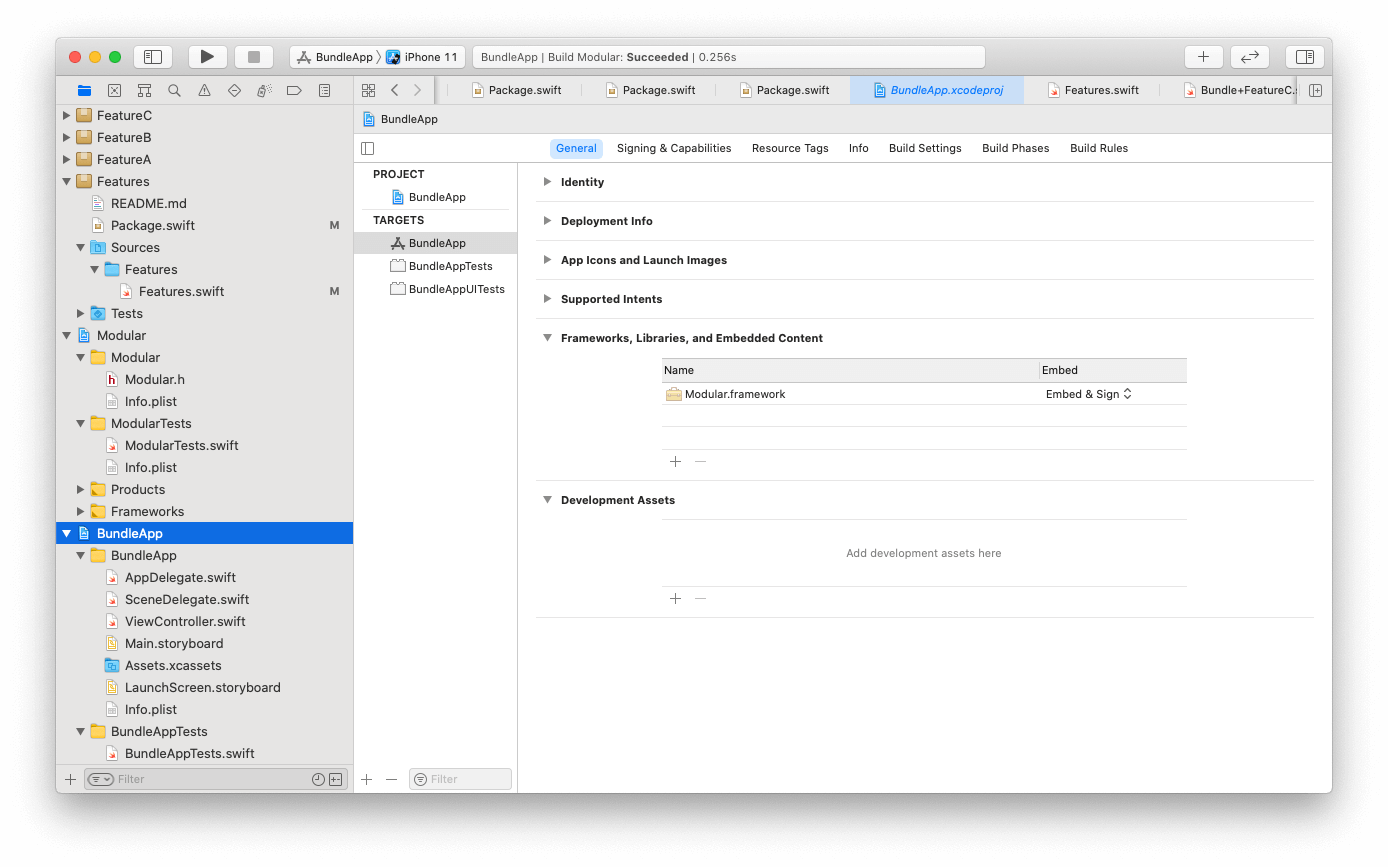 BundleApp iPhone 11
BundleApp | Build Modular: Succeeded | 0.256s
Package.swift Package.swift Package.swift BundleApp.xcodeproj Features.swift Bundle+FeatureC.s
FeatureC
FeatureB
FeatureA
Features
README.md
Package.swift M
Sources
Features
Features.swift M
Tests
Modular
Modular
h Modular.h
Info.plist
ModularTests
ModularTests.swift
Info.plist
Products
Frameworks
BundleApp
BundleApp
AppDelegate.swift
SceneDelegate.swift
ViewController.swift
Main.storyboard
Assets.xcassets
LaunchScreen.storyboard
Info.plist
BundleAppTests
BundleAppTests.swift
Filter
BundleApp
General Signing & Capabilities Resource Tags Info Build Settings Build Phases Build Rules
PROJECT
BundleApp
TARGETS
BundleApp
BundleAppTests
BundleAppUITests
Filter
Identity
Deployment Info
App Icons and Launch Images
Supported Intents
Frameworks, Libraries, and Embedded Content
Name Embed
Modular.framework Embed & Sign
Development Assets
Add development assets here